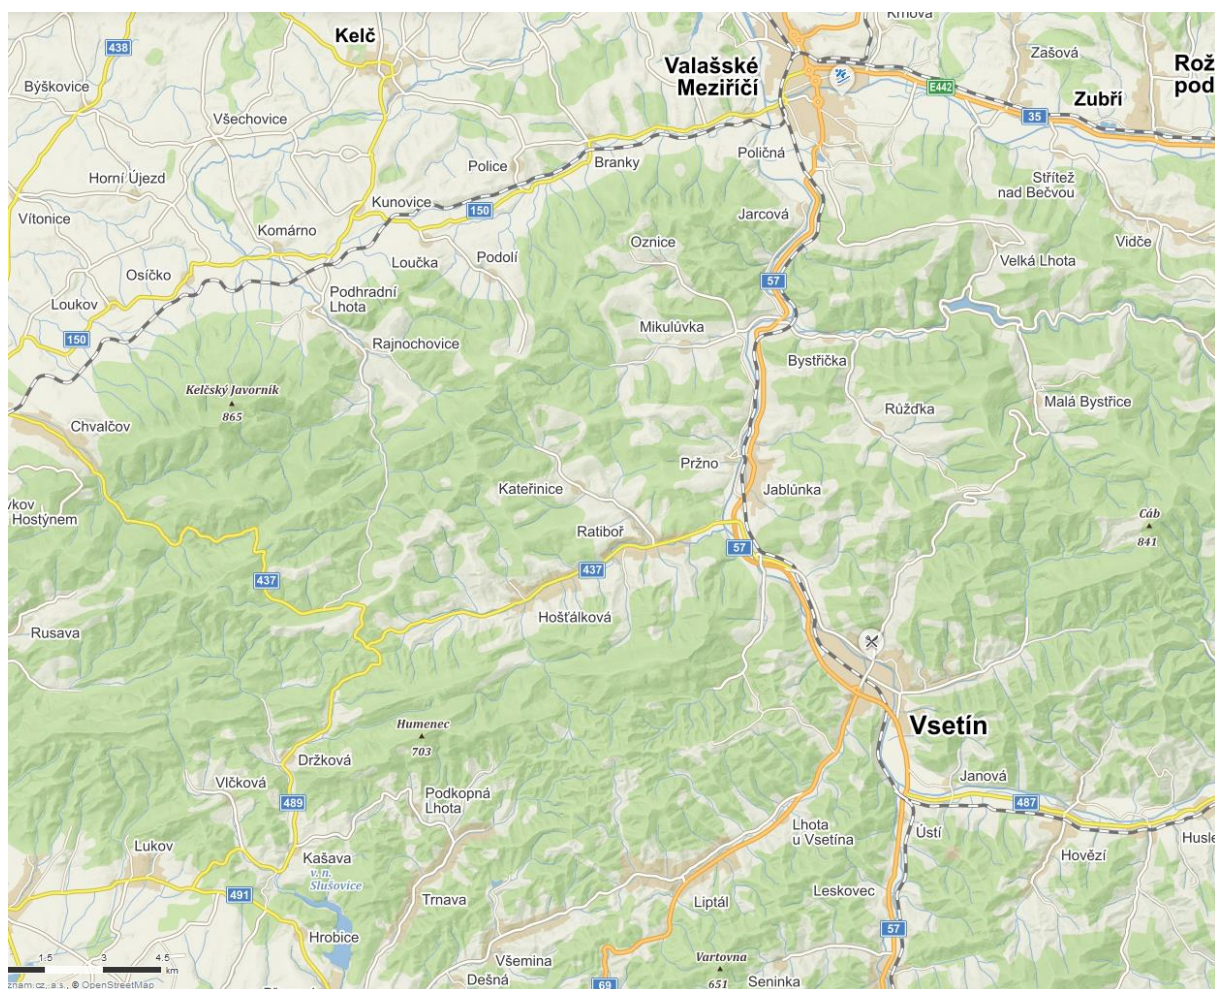 Krhová
438
Kelč
Zašová
Valašské
Meziříčí
Rož
pod
Býškovice
E442
Zubří
Všechovice
35
Police
Branky
Poličná
Horní Újezd
Střítež
nad Bečvou
Kunovice
150
Vítonice
Jarcová
Komárno
Oznice
Vidče
Loučka
Podolí
Velká Lhota
Osíčko
57
Podhradní
Lhota
Loukov
Mikulůvka
150
Rajnochovice
Bystřička
Kelčský Javorník
865
Malá Bystřice
Růžďka
Chvalčov
Pržno
Kateřinice
Jablůnka
vkov
Hostýnem
Cáb
841
Ratiboř
57
437
437
Hošťálková
Rusava
Humenec
703
Vsetín
Držková
Vlčková
Janová
489
Podkopná
Lhota
487
Lhota
u Vsetína
Ústí
Husle
Lukov
Kašava
v. n.
Slušovice
Hovězí
491
Trnava
Liptál
Leskovec
57
Hrobice
1.5 3 4.5
km
Všemina
Vartovna
651
Seninka
Dešná
69
znam.cz, a.s., © OpenStreetMap